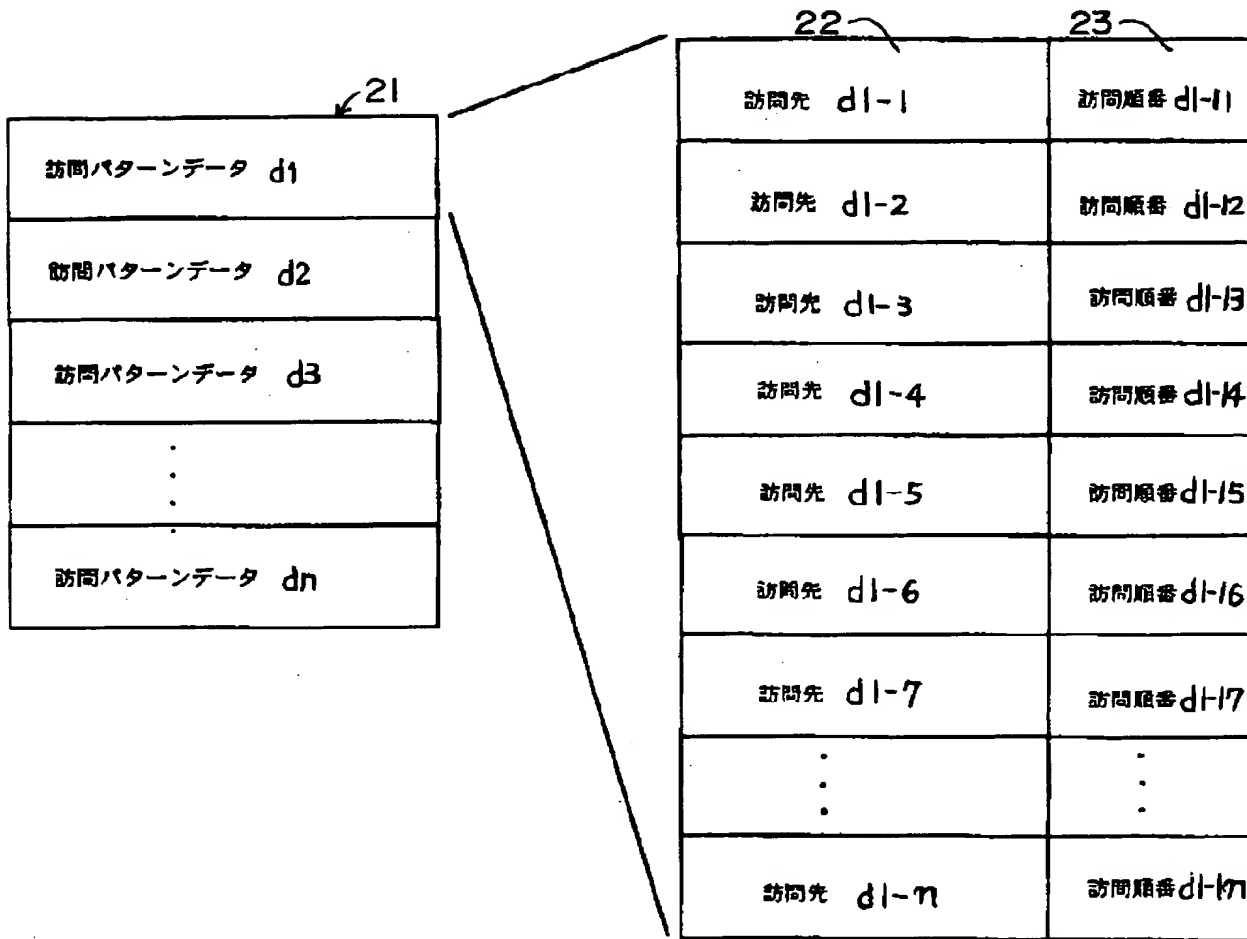 21
訪問パターンデータ d1
訪問パターンデータ d2
訪問パターンデータ d3
訪問パターンデータ dn
22 23
訪問先 d1-1 訪問順番 d1-11
訪問先 d1-2 訪問順番 d1-12
訪問先 d1-3 訪問順番 d1-13
訪問先 d1-4 訪問順番 d1-14
訪問先 d1-5 訪問順番 d1-15
訪問先 d1-6 訪問順番 d1-16
訪問先 d1-7 訪問順番 d1-17
訪問先 d1-n 訪問順番 d1-1n